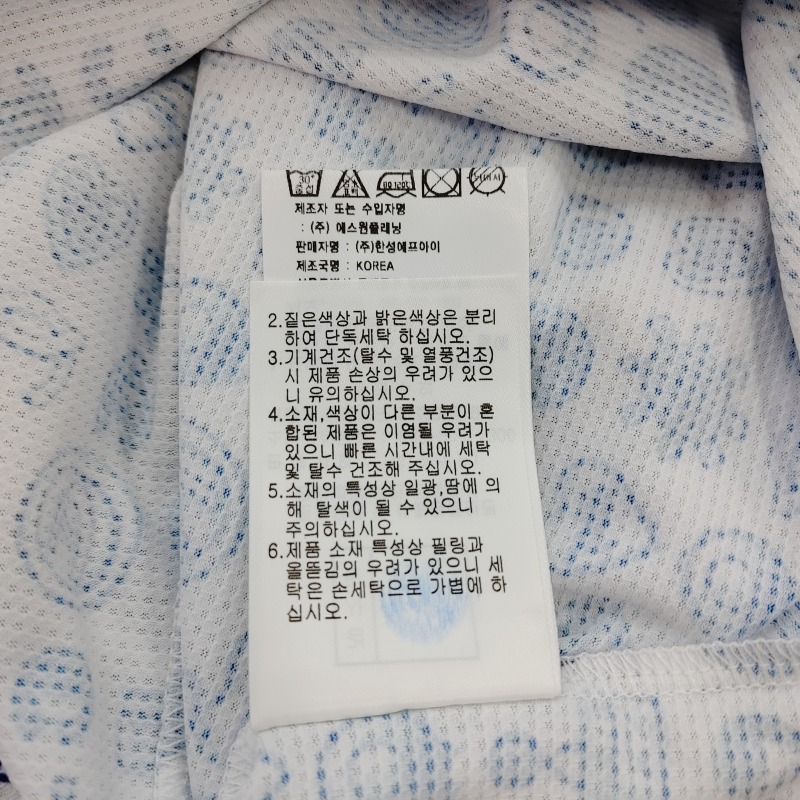 30°
중성
제조자 또는 수입자명
: (주) 에스원플래닝
판매자명 : (주)한성에프아이
제조국명 : KOREA
2.짙은색상과 밝은색상은 분리
하여 단독세탁 하십시오.
3.기계건조(탈수 및 열풍건조)
시 제품 손상의 우려가 있으
니 유의하십시오.
4.소재,색상이 다른 부분이 혼
합된 제품은 이염될 우려가
있으니 빠른 시간내에 세탁
및 탈수 건조해 주십시오.
5.소재의 특성상 일광,땀에 의
해 탈색이 될 수 있으니
주의하십시오.
6.제품 소재 특성상 필링과
올뜯김의 우려가 있으니 세
탁은 손세탁으로 가볍에 하
십시오.